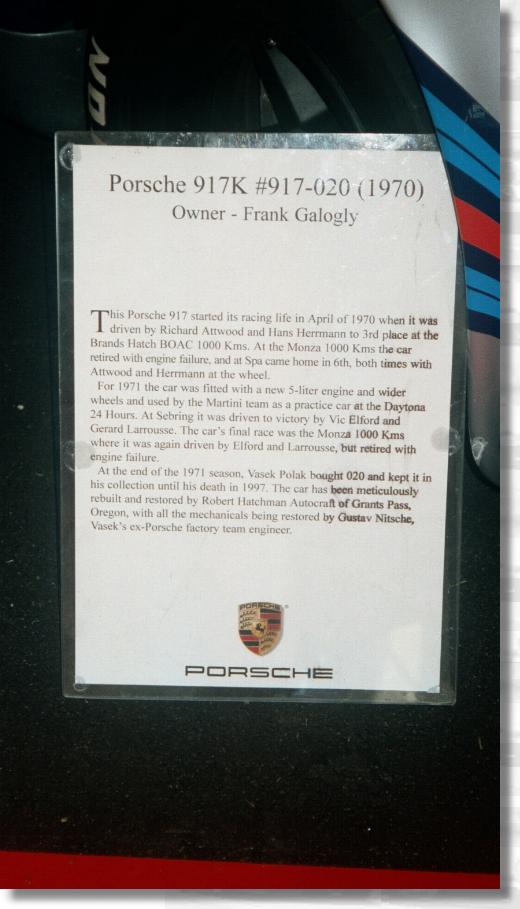 ON
Porsche 917K #917-020 (1970)
Owner - Frank Galogly
This Porsche 917 started its racing life in April of 1970 when it was
driven by Richard Attwood and Hans Herrmann to 3rd place at the
Brands Hatch BOAC 1000 Kms. At the Monza 1000 Kms the car
retired with engine failure, and at Spa came home in 6th, both times with
Attwood and Herrmann at the wheel.
For 1971 the car was fitted with a new 5-liter engine and wider
wheels and used by the Martini team as a practice car at the Daytona
24 Hours. At Sebring it was driven to victory by Vic Elford and
Gerard Larrousse. The car's final race was the Monza 1000 Kms
where it was again driven by Elford and Larrousse, but retired with
engine failure.
At the end of the 1971 season, Vasek Polak bought 020 and kept it in
his collection until his death in 1997. The car has been meticulously
rebuilt and restored by Robert Hatchman Autocraft of Grants Pass,
Oregon, with all the mechanicals being restored by Gustav Nitsche,
Vasek's ex-Porsche factory team engineer.
PORSCHE
PORSCHE